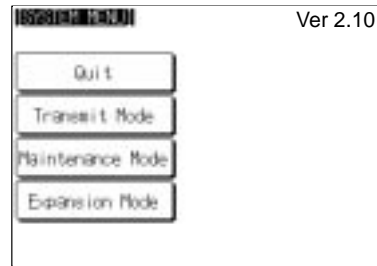 [SYSTEM MENU]
Ver 2.10
Quit
Transmit Mode
Maintenance Mode
Expansion Mode